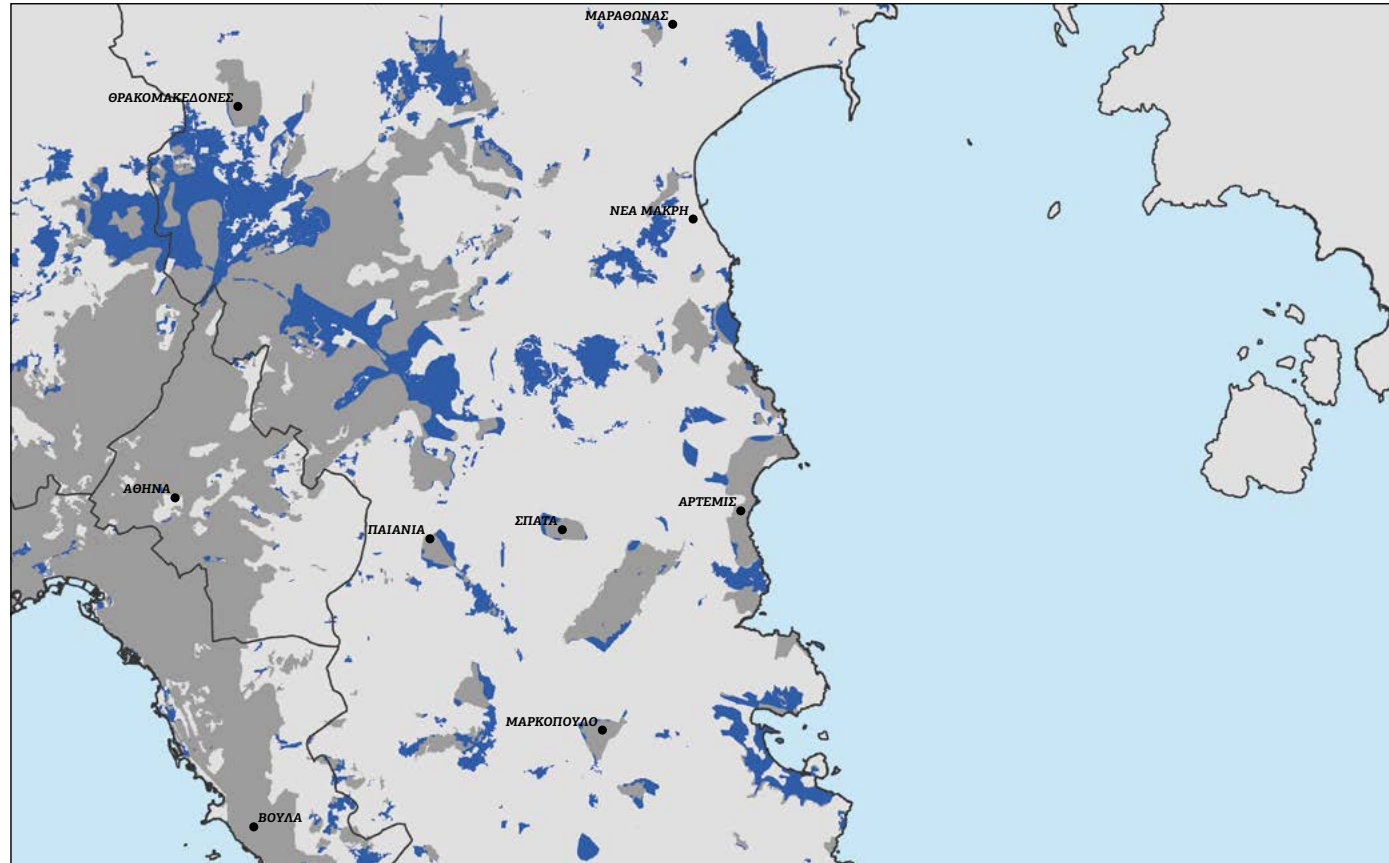 ΜΑΡΑΘΩΝΑΣ
ΘΡΑΚΟΜΑΚΕΔΟΝΕΣ
ΝΕΑ ΜΑΚΡΗ
ΑΘΗΝΑ
ΑΡΤΕΜΙΣ
ΣΠΑΤΑ
ΠΑΙΑΝΙΑ
ΜΑΡΚΟΠΟΥΛΟ
ΒΟΥΛΑ